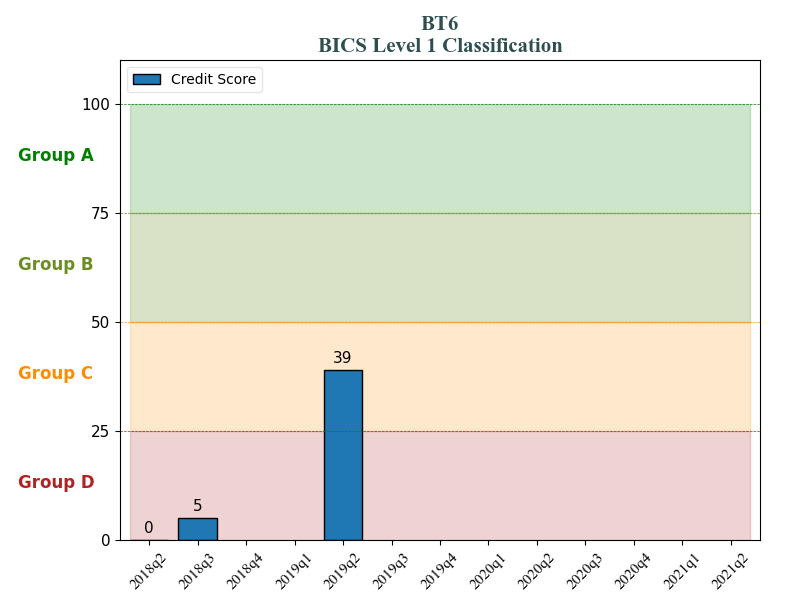 BT6
BICS Level 1 Classification
Credit Score
100
Group A
75
Group B
50
39
Group C
25
Group D
5
0
0
2018q2 2018q3 2018q4 2019q1 2019q2 2019q3 2019q4 2020q1 2020q2 2020q3 2020q4 2021q1 2021q2